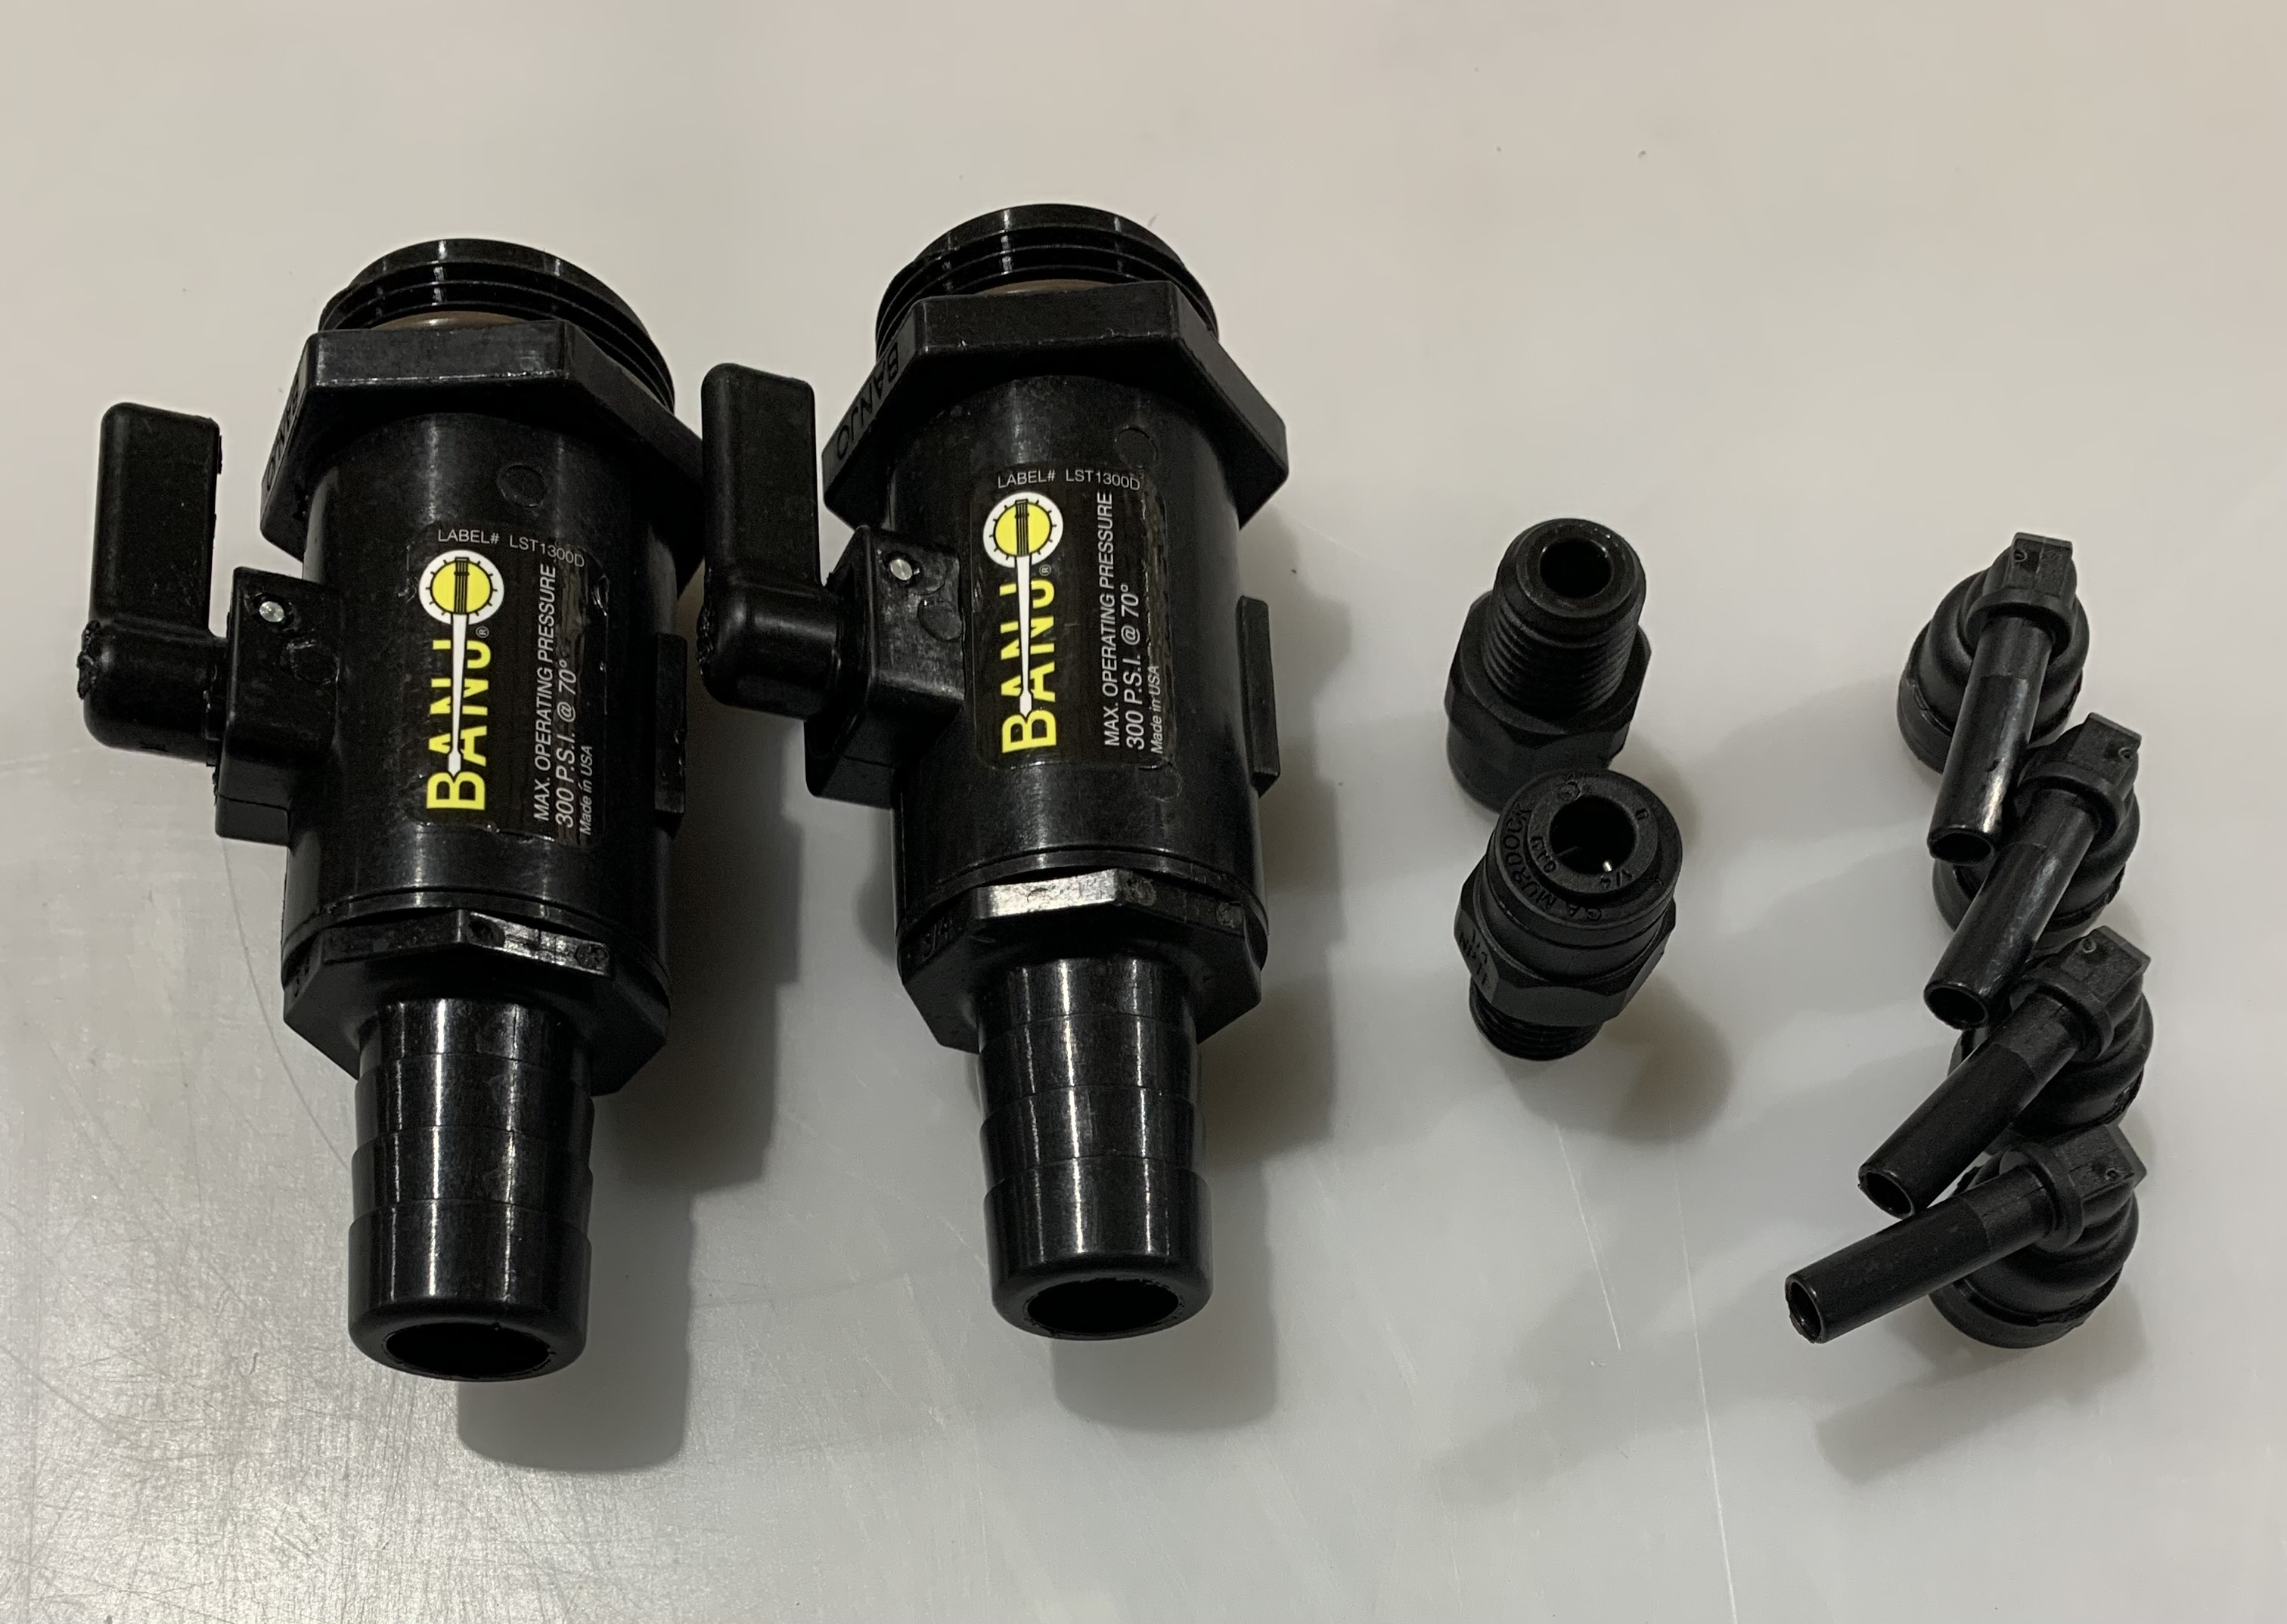 BANJO
LABEL# LST1300D
BANJO®
MAX. OPERATING PRESSURE
300 P.S.I. @ 70°
Made in USA
BANJO
LABEL# LST1300D
BANJO®
MAX. OPERATING PRESSURE
300 P.S.I. @ 70°
Made in USA
MURDOCK
1/4